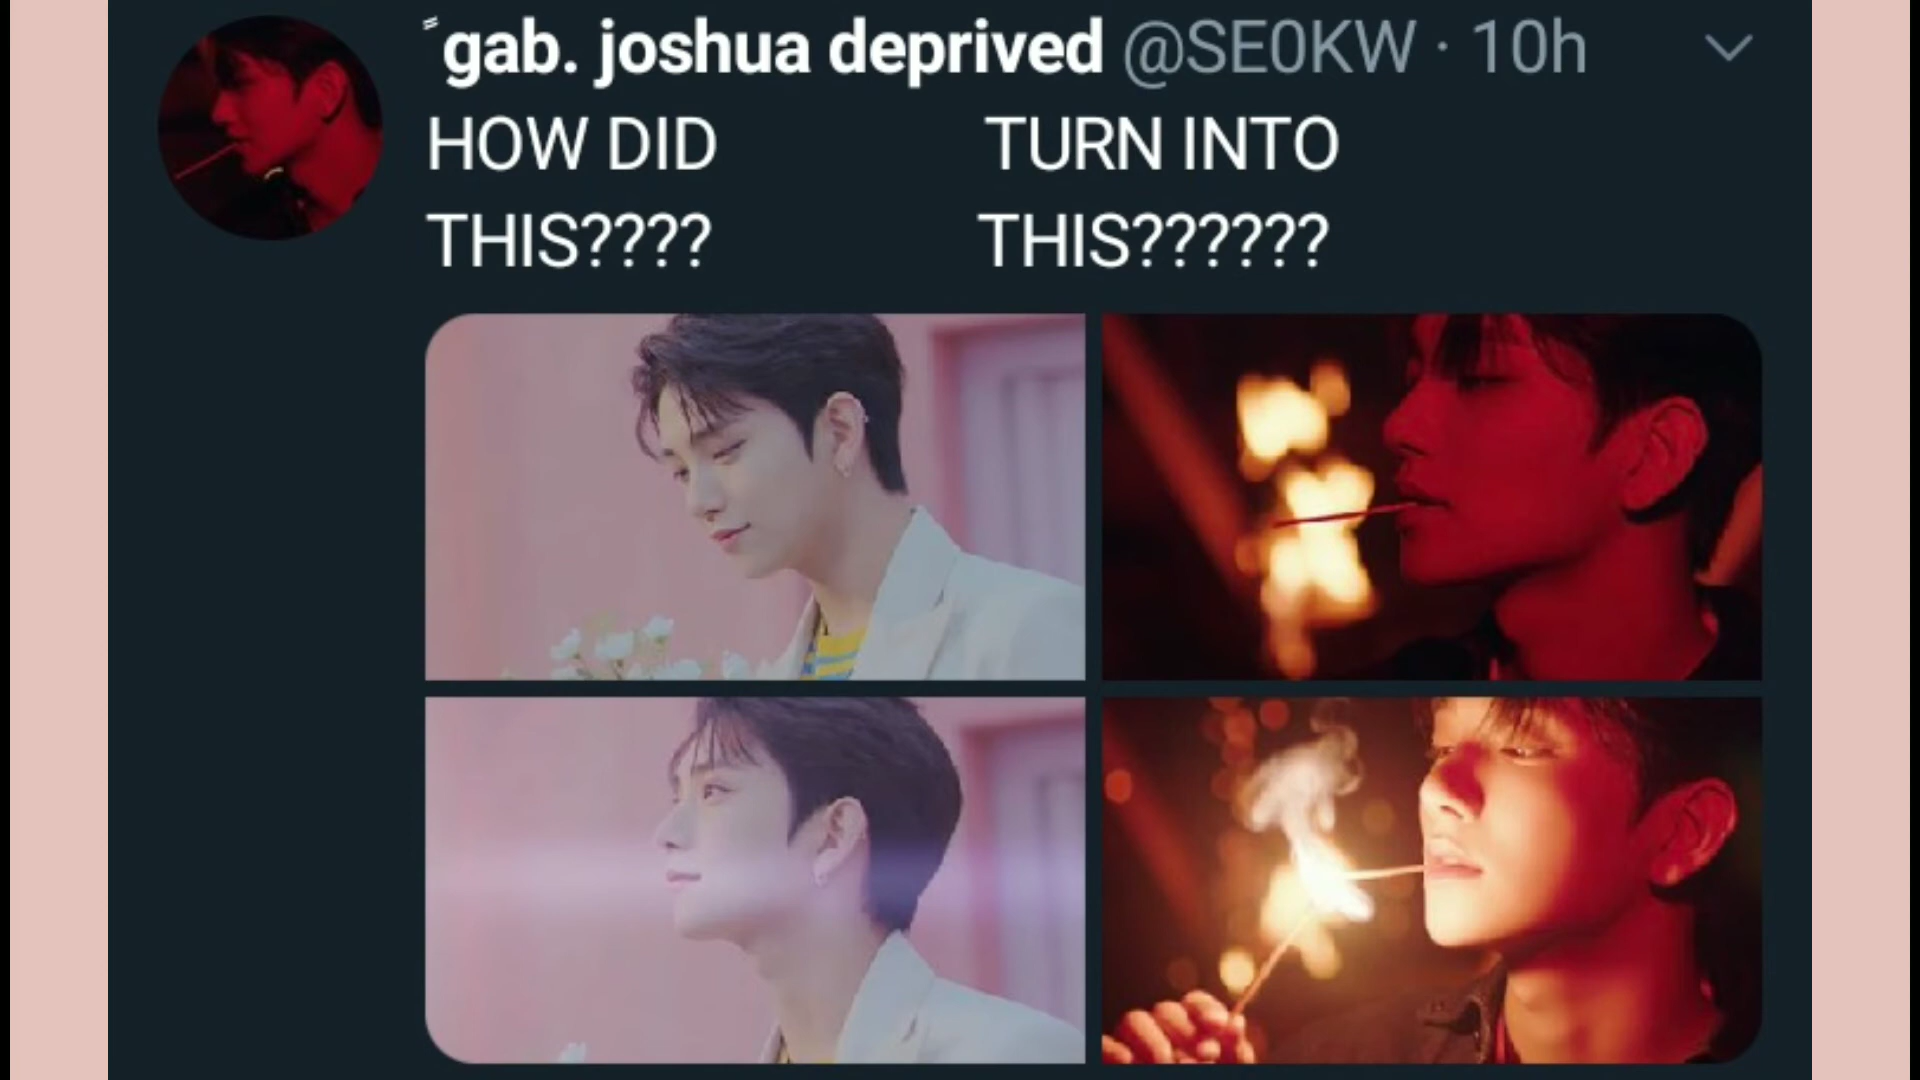 〃gab. joshua deprived @SE0KW · 10h
HOW DID TURN INTO
THIS???? THIS??????